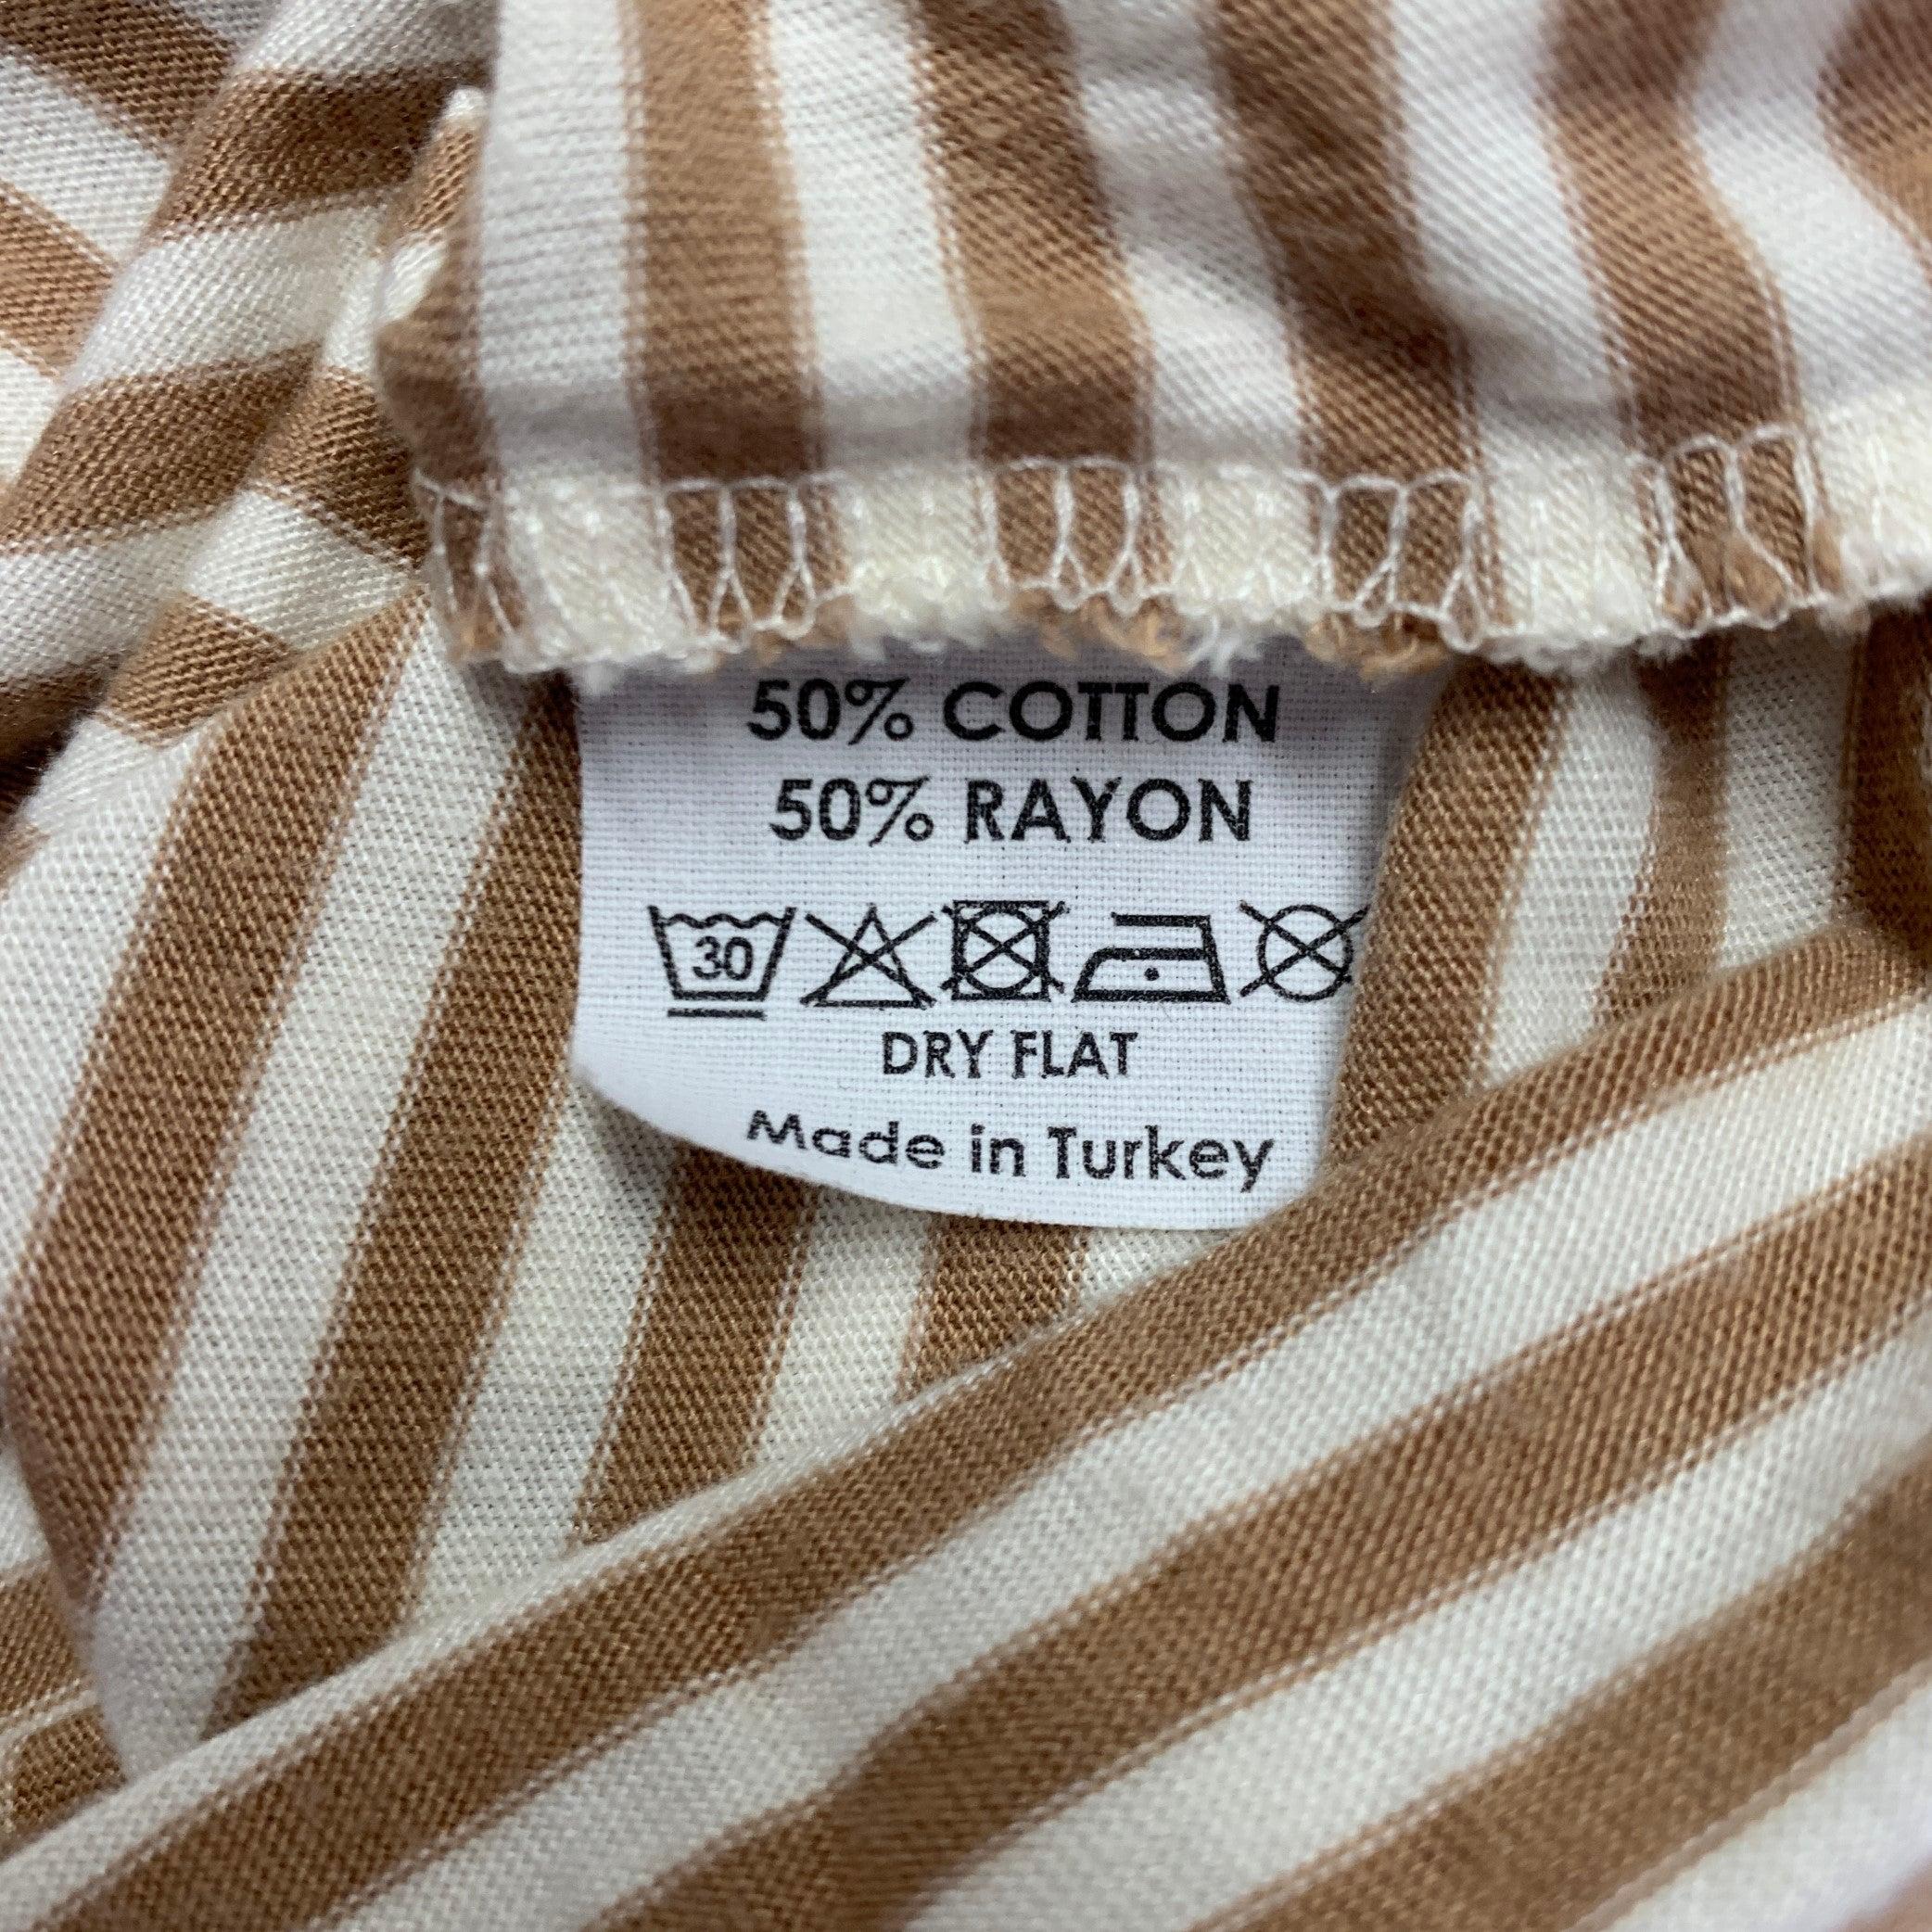 50% COTTON
50% RAYON
30
DRY FLAT
Made in Turkey